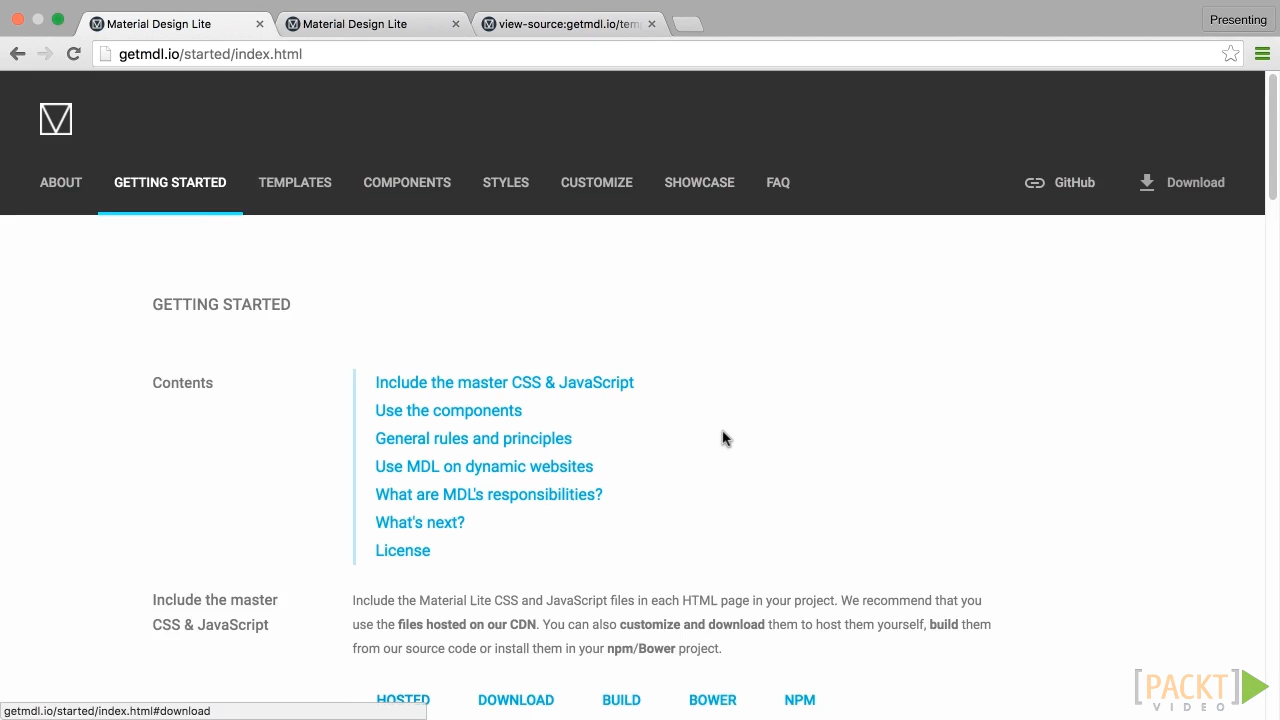 Material Design Lite
Material Design Lite
view-source:getmdl.io/tem
Presenting
getmdl.io/started/index.html
ABOUT
GETTING STARTED
TEMPLATES
COMPONENTS
STYLES
CUSTOMIZE
SHOWCASE
FAQ
GitHub
Download
GETTING STARTED
Contents
Include the master CSS & JavaScript
Use the components
General rules and principles
Use MDL on dynamic websites
What are MDL's responsibilities?
What's next?
License
Include the master
CSS & JavaScript
Include the Material Lite CSS and JavaScript files in each HTML page in your project. We recommend that you
use the files hosted on our CDN. You can also customize and download them to host them yourself, build them
from our source code or install them in your npm/Bower project.
HOSTED
DOWNLOAD
BUILD
BOWER
NPM
getmdl.io/started/index.html#download
[PACKT]
VIDEO